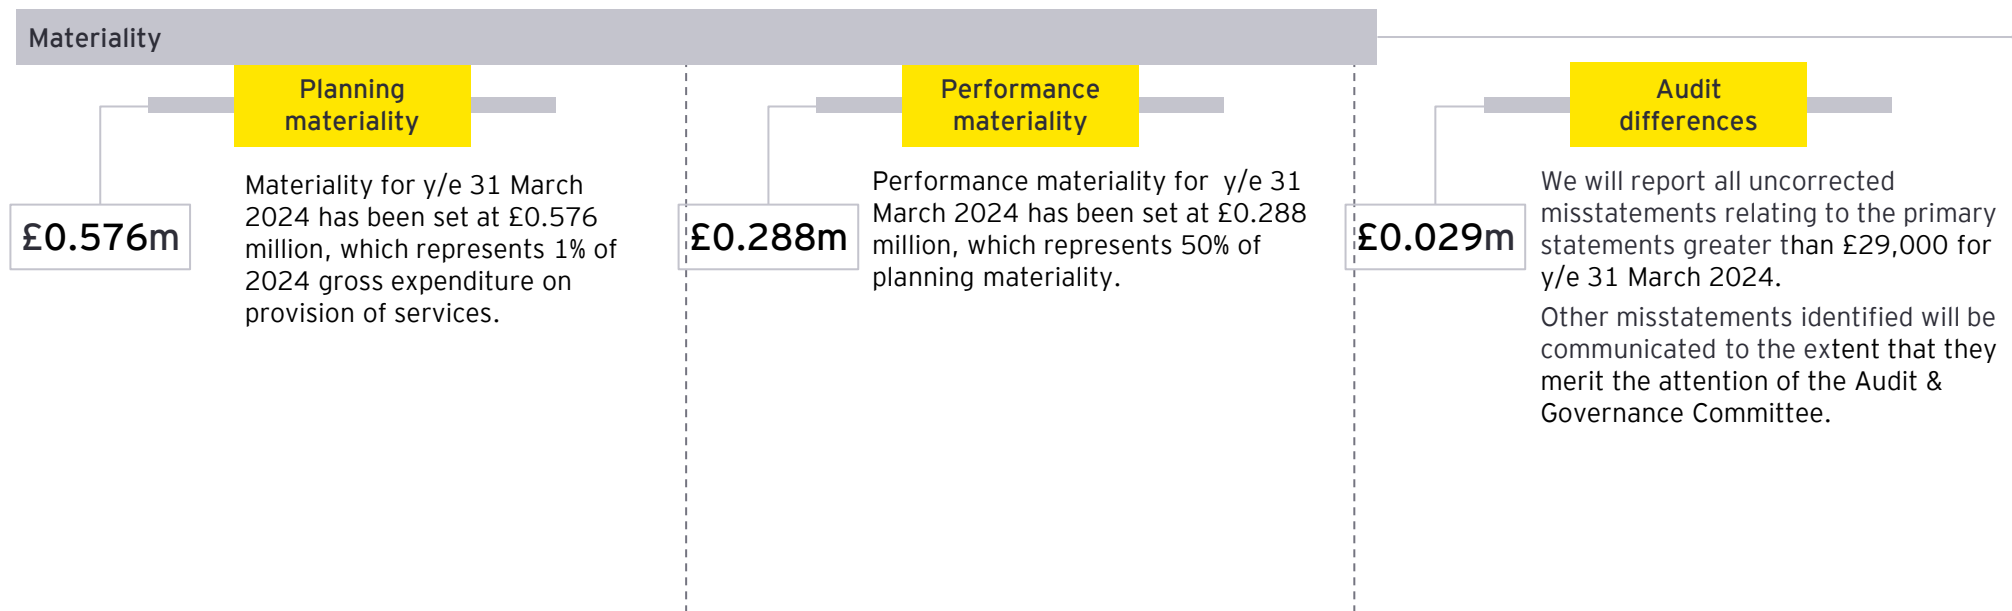 Materiality
Planning
materiality
£0.576m
Materiality for y/e 31 March
2024 has been set at £0.576
million, which represents 1% of
2024 gross expenditure on
provision of services.
Performance
materiality
£0.288m
Performance materiality for  y/e 31
March 2024 has been set at £0.288
million, which represents 50% of
planning materiality.
Audit
differences
£0.029m
We will report all uncorrected
misstatements relating to the primary
statements greater than £29,000 for
y/e 31 March 2024.
Other misstatements identified will be
communicated to the extent that they
merit the attention of the Audit &
Governance Committee.